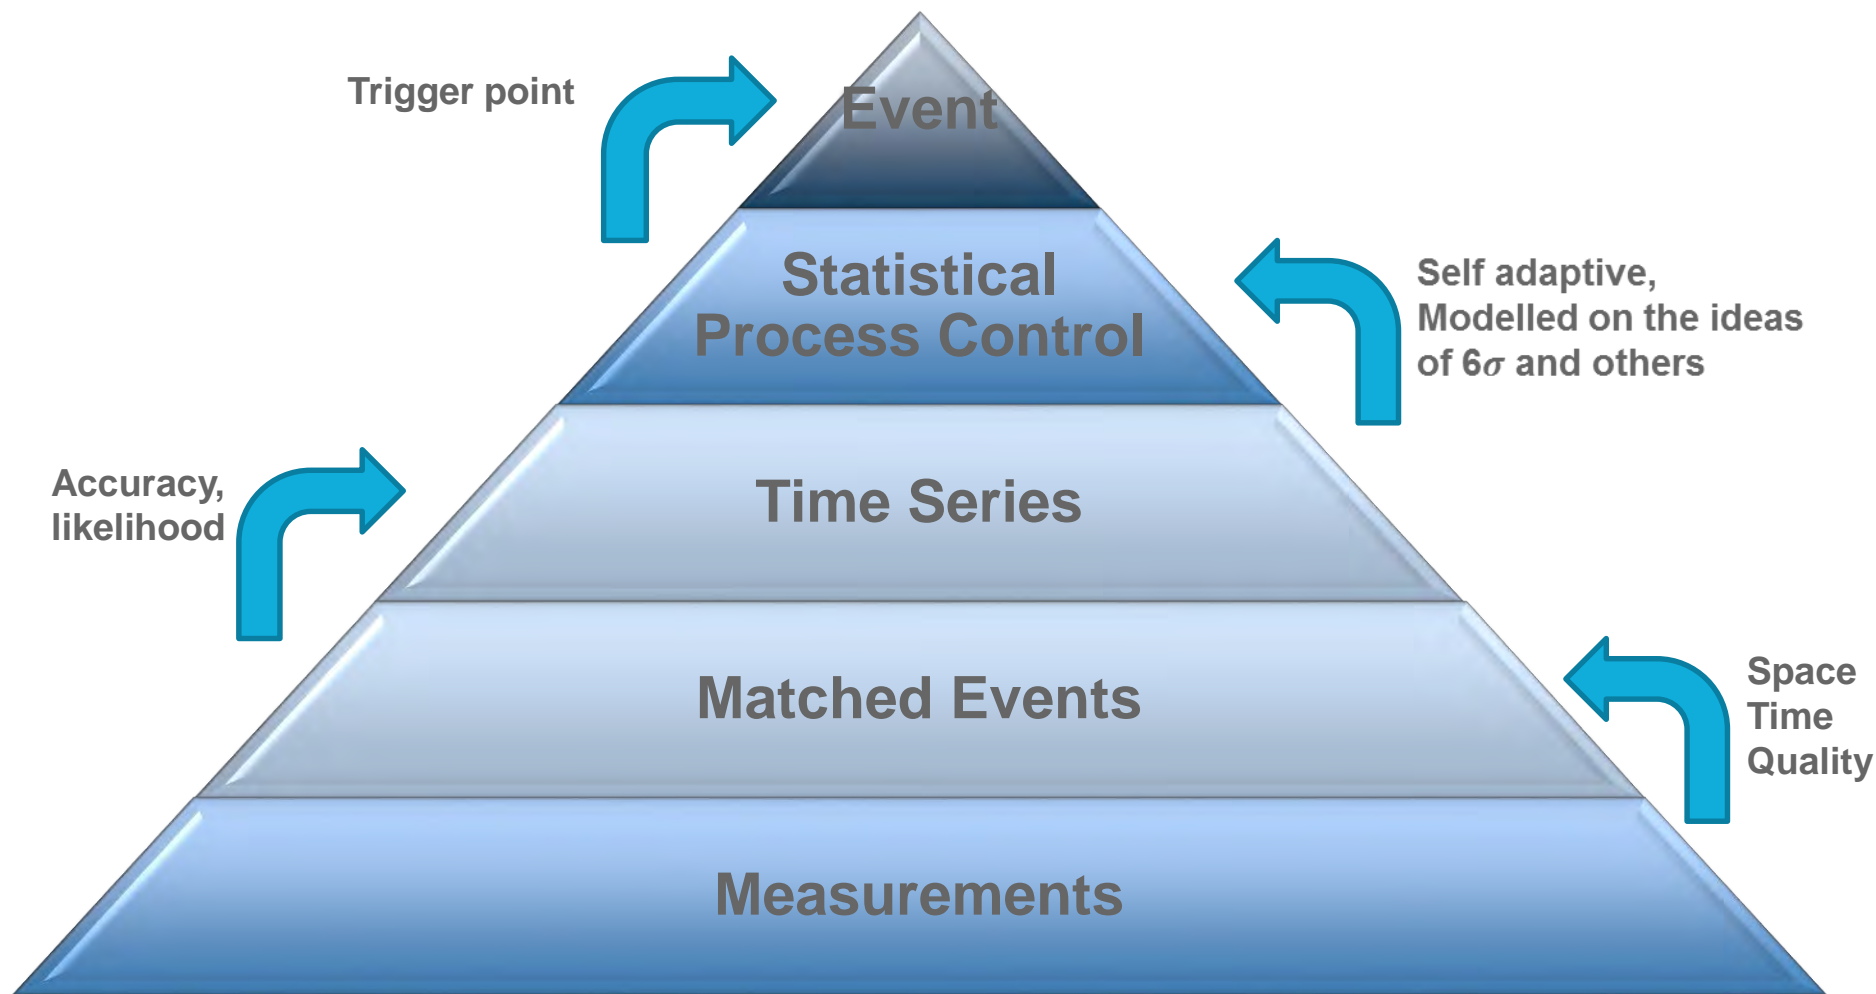 Trigger point
Event
Statistical
Process Control
Self adaptive,
Modelled on the ideas
of 6σ and others
Accuracy,
likelihood
Time Series
Matched Events
Space
Time
Quality
Measurements